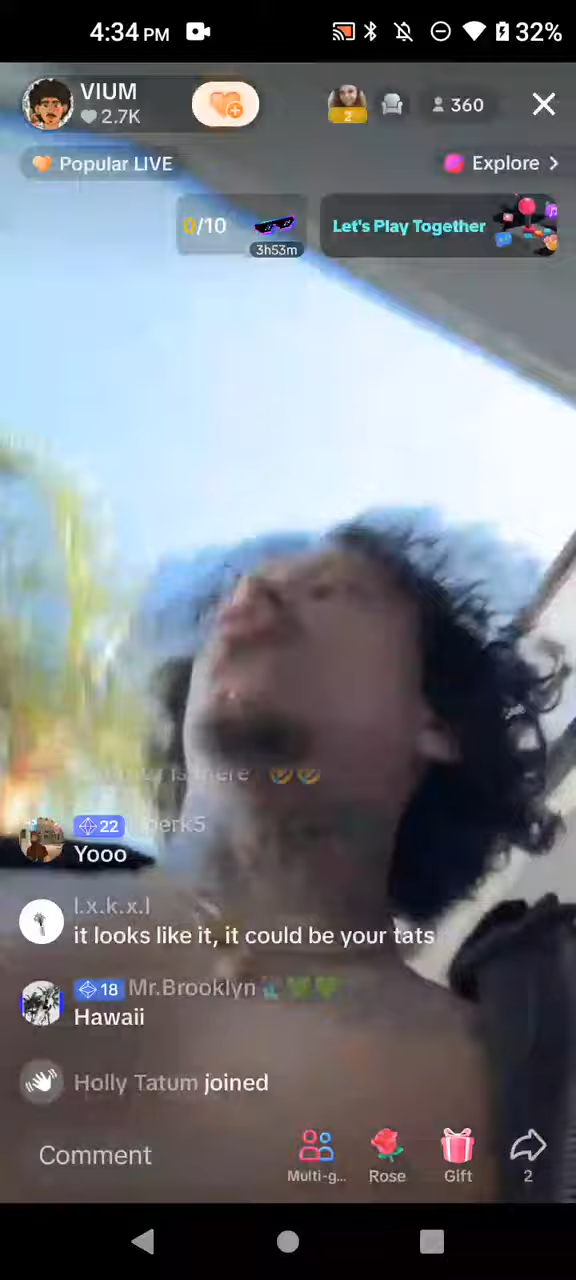 4:34 PM
32%
VIUM
2.7K
2
360
Popular LIVE
Explore >
0/10
3h53m
Let's Play Together
is there 🤣🤣
22
Yooo
l.x.k.x.l
it looks like it, it could be your tats
18 Mr.Brooklyn
Hawaii
Holly Tatum joined
Comment
Multi-g...
Rose
Gift
2